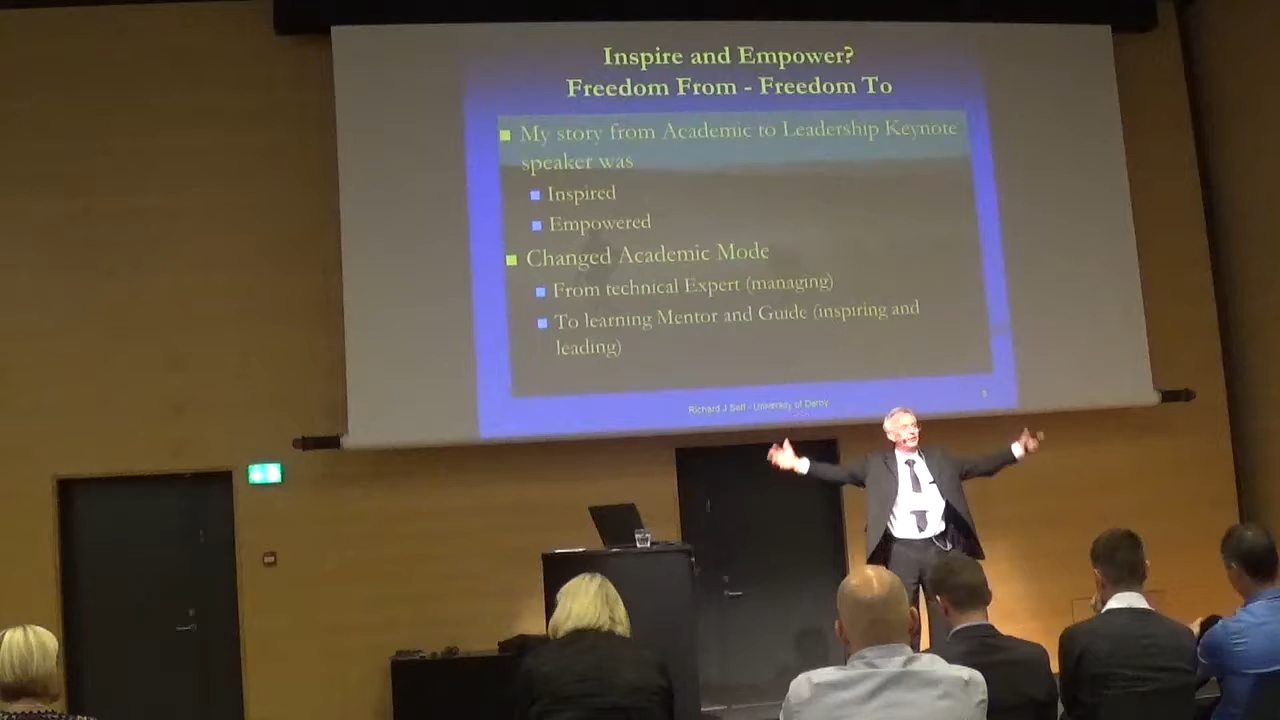 Inspire and Empower?
Freedom From - Freedom To
My story from Academic to Leadership Keynote
speaker was
Inspired
Empowered
Changed Academic Mode
From technical Expert (managing)
To learning Mentor and Guide (inspiring and
leading)
Richard J Self - University of Derby